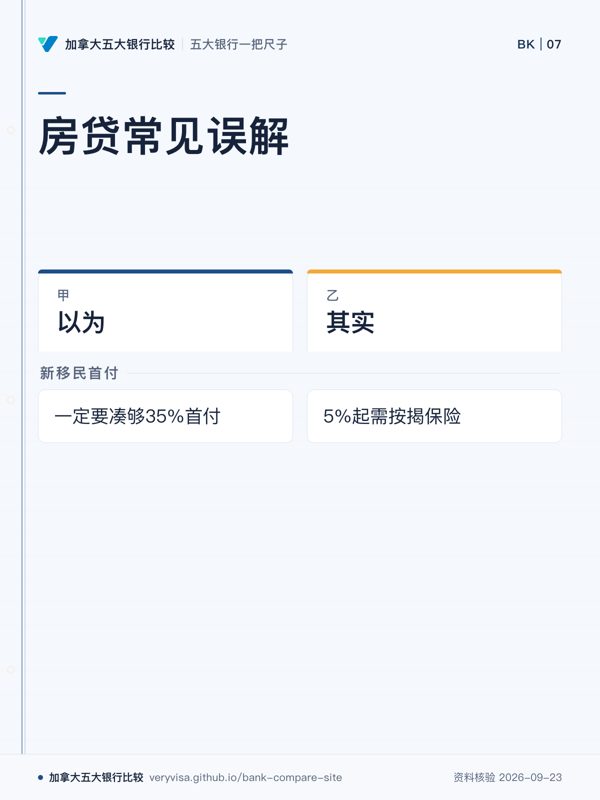 加拿大五大银行比较 五大银行一把尺子 BK 07
房贷常见误解
甲
以为
乙
其实
新移民首付
一定要凑够35%首付
5%起需按揭保险
加拿大五大银行比较 veryvisa.github.io/bank-compare-site 资料核验 2026-09-23